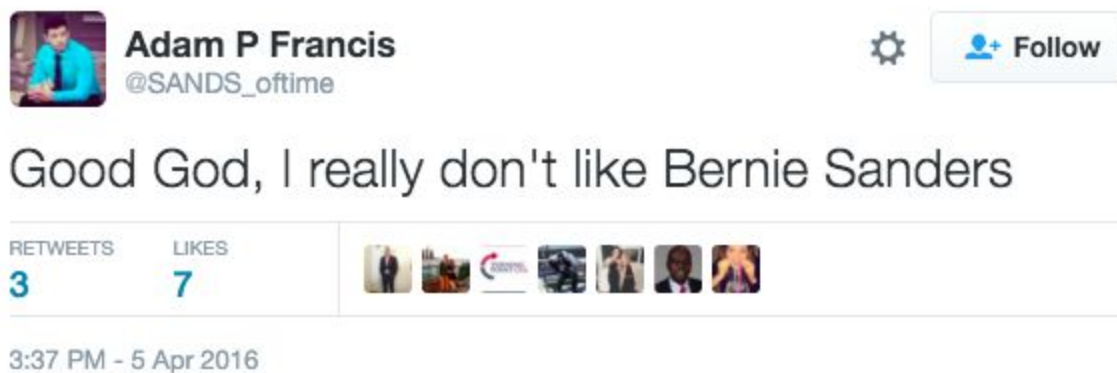 Adam P Francis
@SANDS_oftime
Follow
Good God, I really don't like Bernie Sanders
RETWEETS
3
LIKES
7
3:37 PM - 5 Apr 2016